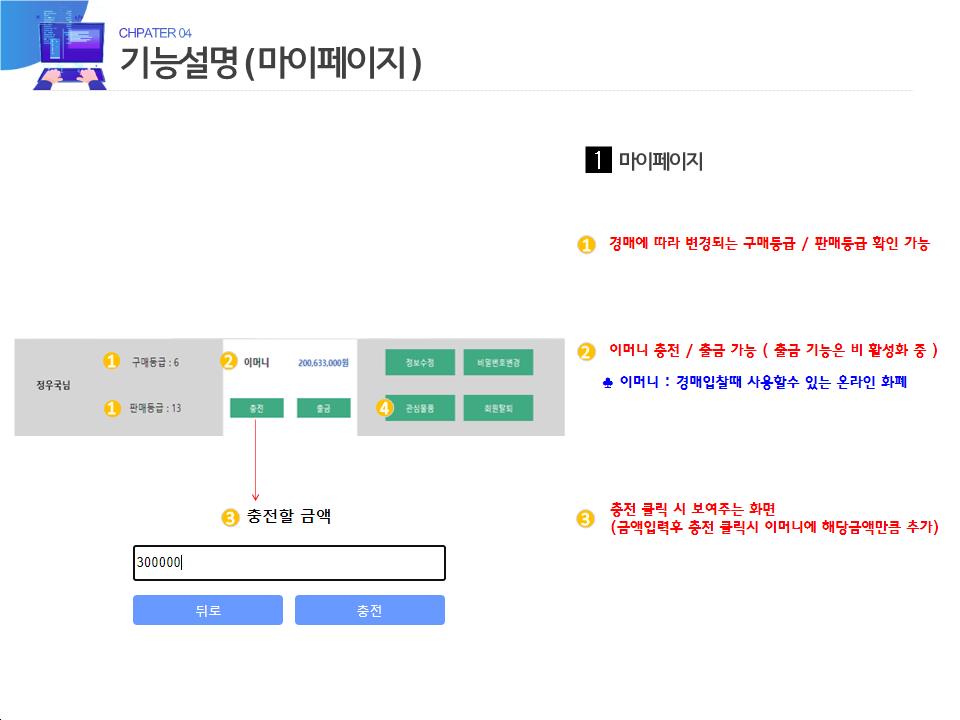 CHPATER 04
기능설명 ( 마이페이지 )
1 마이페이지
1 경매에 따라 변경되는 구매등급 / 판매등급 확인 가능
2 이머니 충전 / 출금 가능 ( 출금 기능은 비 활성화 중 )
♣ 이머니 : 경매입찰때 사용할수 있는 온라인 화폐
정우국님
1 구매등급 : 6
1 판매등급 : 13
2 이머니 200,633,000원
충전 출금
정보수정 비밀번호변경
4 관심물품 회원탈퇴
3 충전할 금액
300000
뒤로 충전
3 충전 클릭 시 보여주는 화면
(금액입력후 충전 클릭시 이머니에 해당금액만큼 추가)